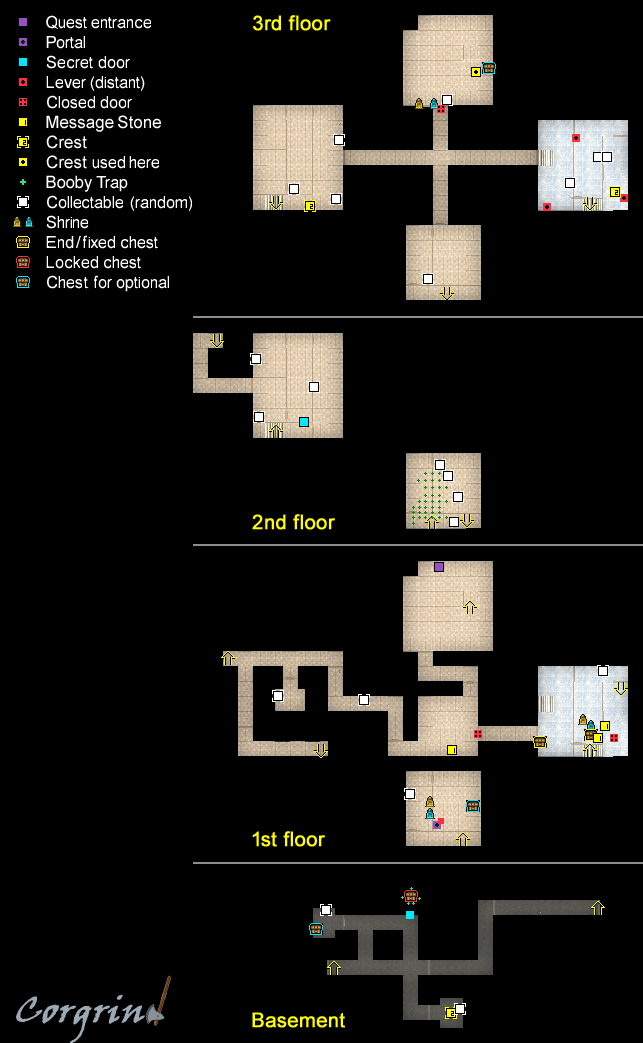 Quest entrance
Portal
Secret door
Lever (distant)
Closed door
Message Stone
Crest
Crest used here
Booby Trap
Collectable (random)
Shrine
End/fixed chest
Locked chest
Chest for optional
3rd floor
2nd floor
1st floor
Basement
Corgrind